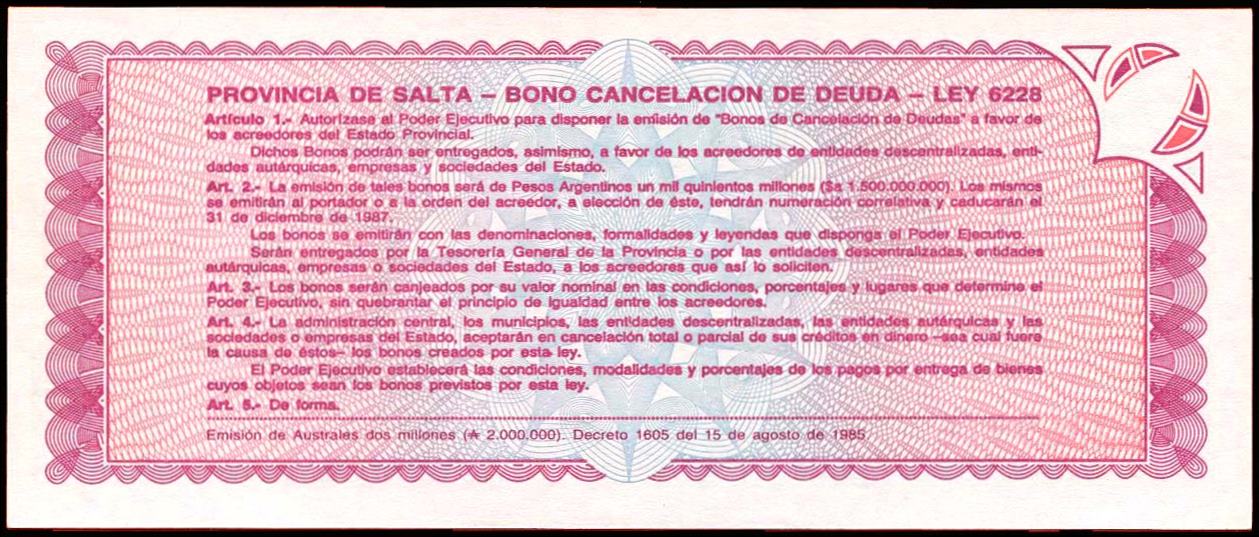 PROVINCIA DE SALTA – BONO CANCELACION DE DEUDA – LEY 6228
Artículo 1.- Autorízase al Poder Ejecutivo para disponer la emisión de "Bonos de Cancelación de Deudas" a favor de
los acreedores del Estado Provincial.
Dichos Bonos podrán ser entregados, asimismo, a favor de los acreedores de entidades descentralizadas, enti-
dades autárquicas, empresas y sociedades del Estado.
Art. 2.- La emisión de tales bonos será de Pesos Argentinos un mil quinientos millones ($a 1.500.000.000). Los mismos
se emitirán al portador o a la orden del acreedor, a elección de éste, tendrán numeración correlativa y caducarán el
31 de diciembre de 1987.
Los bonos se emitirán con las denominaciones, formalidades y leyendas que disponga el Poder Ejecutivo.
Serán entregados por la Tesorería General de la Provincia o por las entidades descentralizadas, entidades
autárquicas, empresas o sociedades del Estado, a los acreedores que así lo soliciten.
Art. 3.- Los bonos serán canjeados por su valor nominal en las condiciones, porcentajes y lugares que determine el
Poder Ejecutivo, sin quebrantar el principio de igualdad entre los acreedores.
Art. 4.- La administración central, los municipios, las entidades descentralizadas, las entidades autárquicas y las
sociedades o empresas del Estado, aceptarán en cancelación total o parcial de sus créditos en dinero –sea cual fuere
la causa de éstos– los bonos creados por esta ley.
El Poder Ejecutivo establecerá las condiciones, modalidades y porcentajes de los pagos por entrega de bienes
cuyos objetos sean los bonos previstos por esta ley.
Art. 5.- De forma.
Emisión de Australes dos millones (₳ 2.000.000). Decreto 1605 del 15 de agosto de 1985